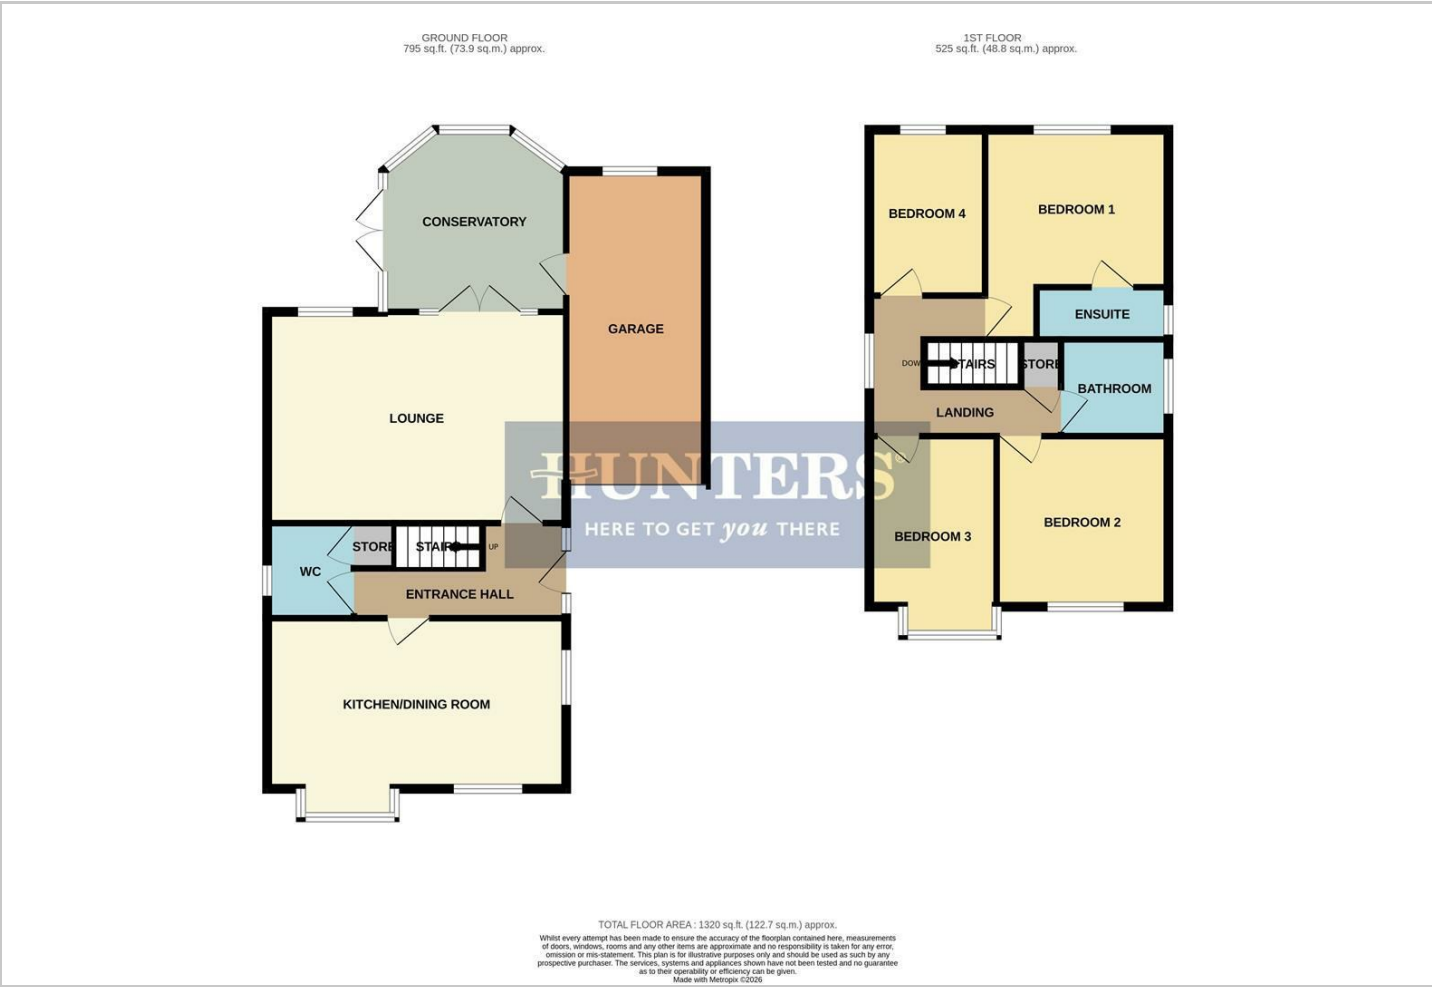 GROUND FLOOR
795 sq.ft. (73.9 sq.m.) approx.
1ST FLOOR
525 sq.ft. (48.8 sq.m.) approx.
CONSERVATORY
GARAGE
LOUNGE
STORE
STAIRS
UP
WC
ENTRANCE HALL
KITCHEN/DINING ROOM
BEDROOM 4
BEDROOM 1
ENSUITE
DOW
STAIRS
STORE
BATHROOM
LANDING
BEDROOM 3
BEDROOM 2
HUNTERS®
HERE TO GET you THERE
TOTAL FLOOR AREA : 1320 sq.ft. (122.7 sq.m.) approx.
Whilst every attempt has been made to ensure the accuracy of the floorplan contained here, measurements
of doors, windows, rooms and any other items are approximate and no responsibility is taken for any error,
omission or mis-statement. This plan is for illustrative purposes only and should be used as such by any
prospective purchaser. The services, systems and appliances shown have not been tested and no guarantee
as to their operability or efficiency can be given.
Made with Metropix ©2026